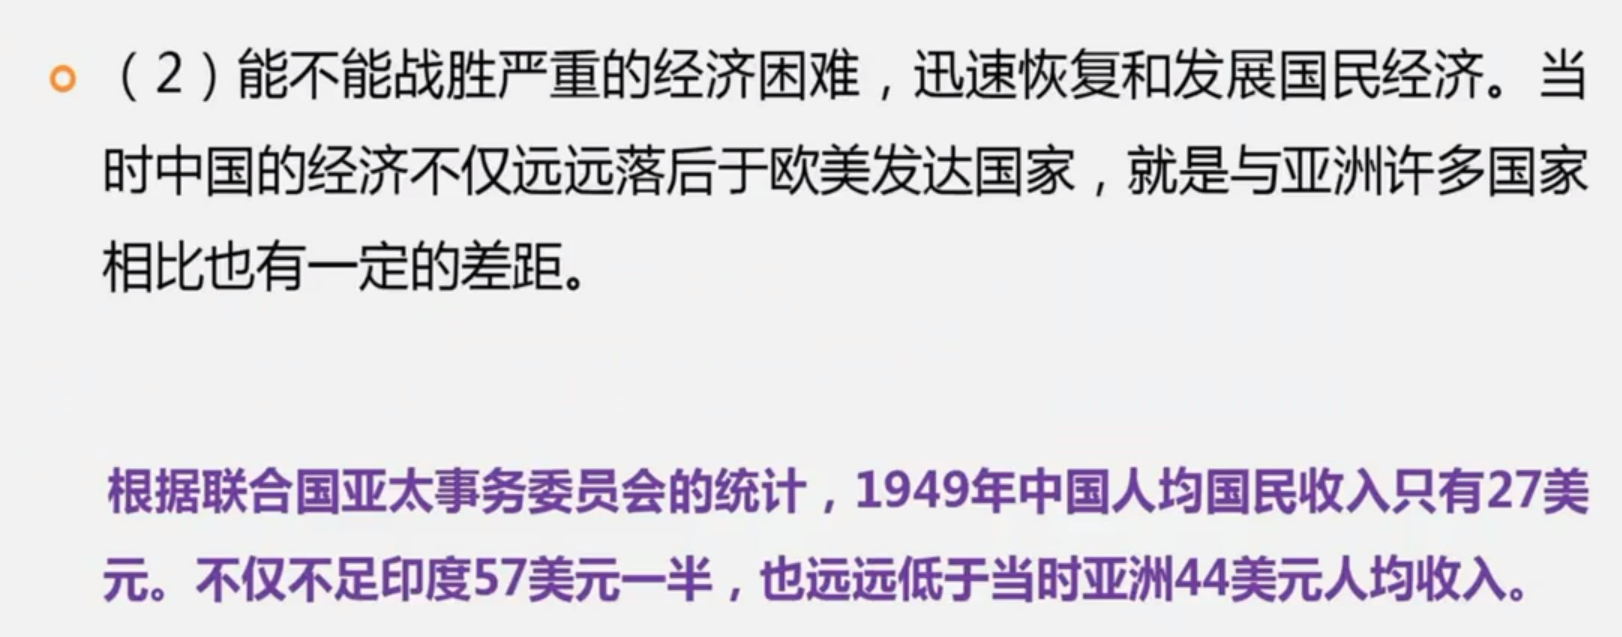 （2）能不能战胜严重的经济困难，迅速恢复和发展国民经济。当
时中国的经济不仅远远落后于欧美发达国家，就是与亚洲许多国家
相比也有一定的差距。
根据联合国亚太事务委员会的统计，1949年中国人均国民收入只有27美
元。不仅不足印度57美元一半，也远远低于当时亚洲44美元人均收入。